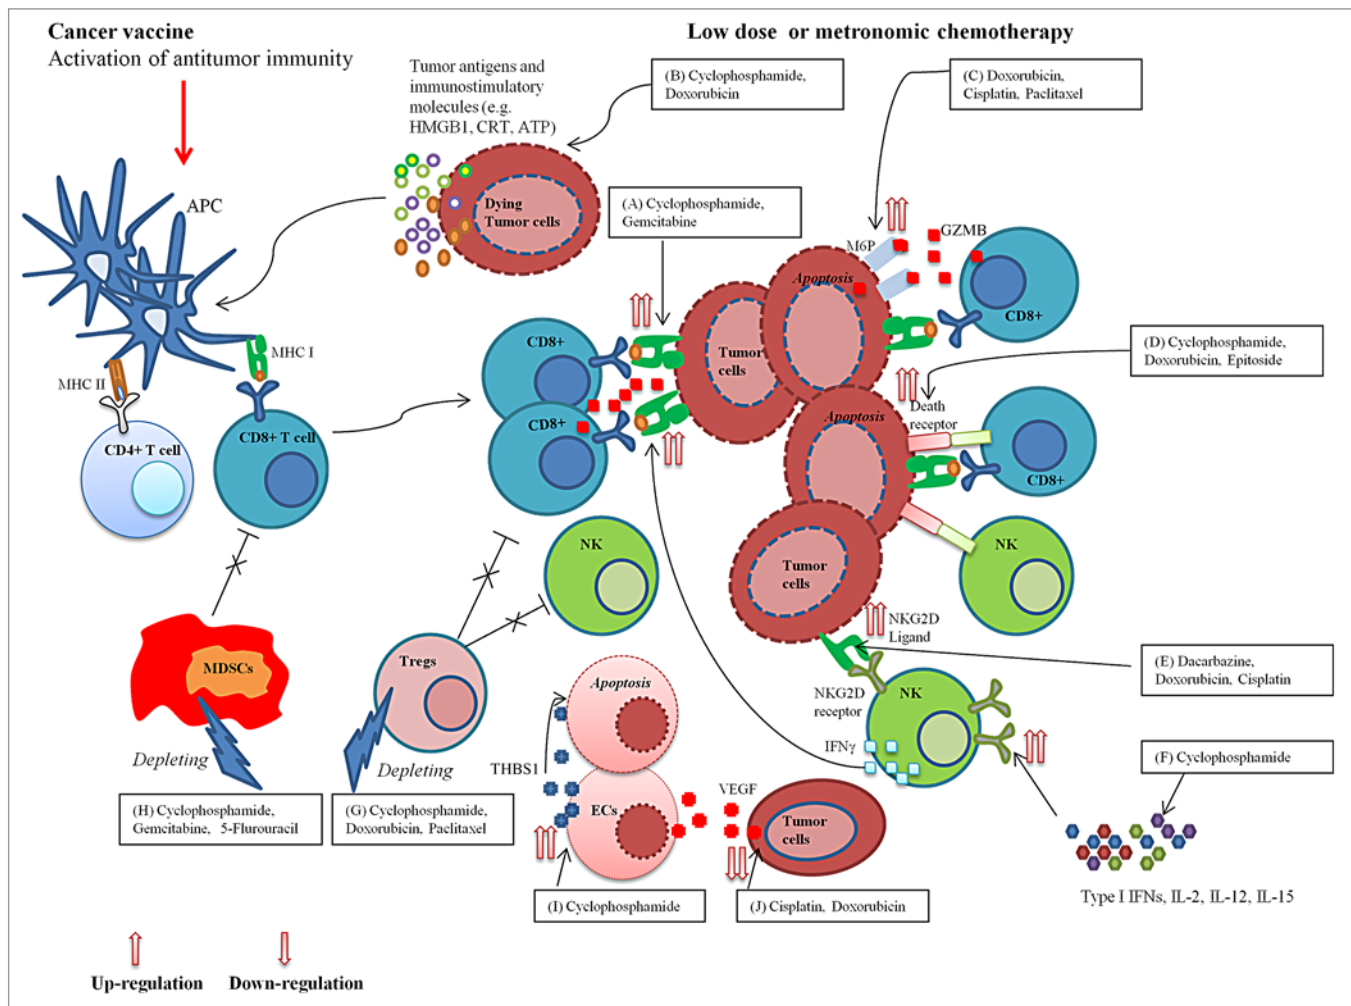 Cancer vaccine
Activation of antitumor immunity
Low dose or metronomic chemotherapy
Tumor antigens and
immunostimulatory
molecules (e.g.
HMGB1, CRT, ATP)
(B) Cyclophosphamide,
Doxorubicin
(C) Doxorubicin,
Cisplatin, Paclitaxel
APC
Dying
Tumor cells
(A) Cyclophosphamide,
Gemcitabine
M6P
GZMB
Apoptosis
CD8+
MHC I
MHC II
CD8+ T cell
CD4+ T cell
CD8+
CD8+
Tumor
cells
(D) Cyclophosphamide,
Doxorubicin, Epitoside
Death
receptor
Apoptosis
CD8+
NK
NK
Tumor
cells
NKG2D
Ligand
(E) Dacarbazine,
Doxorubicin, Cisplatin
NKG2D
receptor
NK
IFNγ
(F) Cyclophosphamide
Type I IFNs, IL-2, IL-12, IL-15
MDSCs
Depleting
(H) Cyclophosphamide,
Gemcitabine, 5-Flurouracil
Tregs
Depleting
(G) Cyclophosphamide,
Doxorubicin, Paclitaxel
Apoptosis
THBS1
ECs
VEGF
Tumor
cells
(I) Cyclophosphamide
(J) Cisplatin, Doxorubicin
Up-regulation
Down-regulation